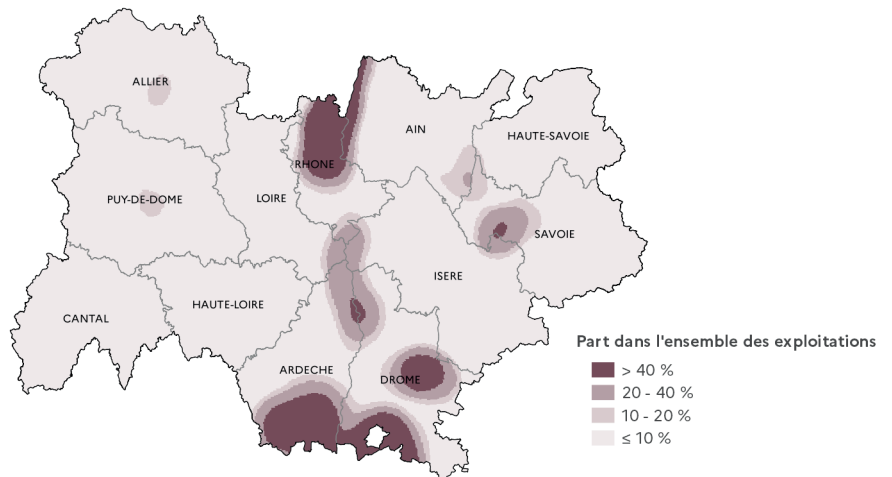 ALLIER
AIN
HAUTE-SAVOIE
RHONE
PUY-DE-DOME
LOIRE
SAVOIE
ISERE
HAUTE-LOIRE
CANTAL
ARDECHE
DROME
Part dans l'ensemble des exploitations
> 40 %
20 - 40 %
10 - 20 %
≤ 10 %